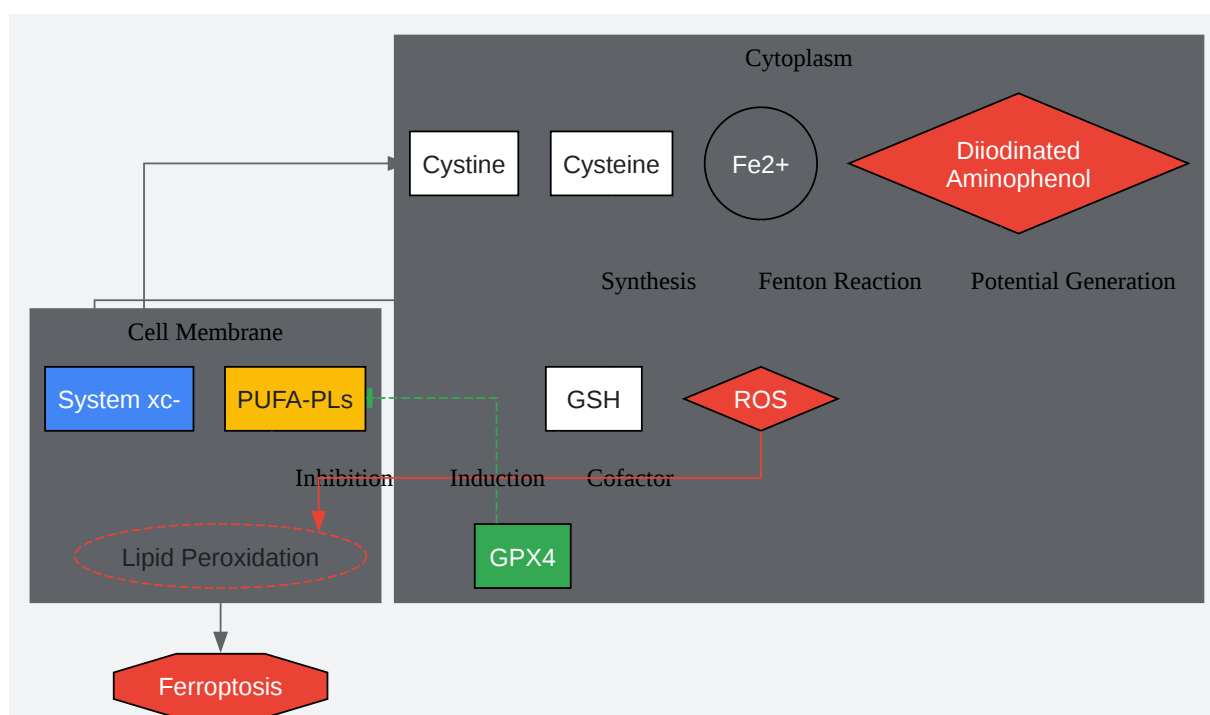 Cytoplasm
Cystine
Cysteine
Fe2+
Diiodinated
Aminophenol
Synthesis
Fenton Reaction
Potential Generation
Cell Membrane
System xc-
PUFA-PLs
GSH
ROS
Inhibition
Induction
Cofactor
Lipid Peroxidation
GPX4
Ferroptosis